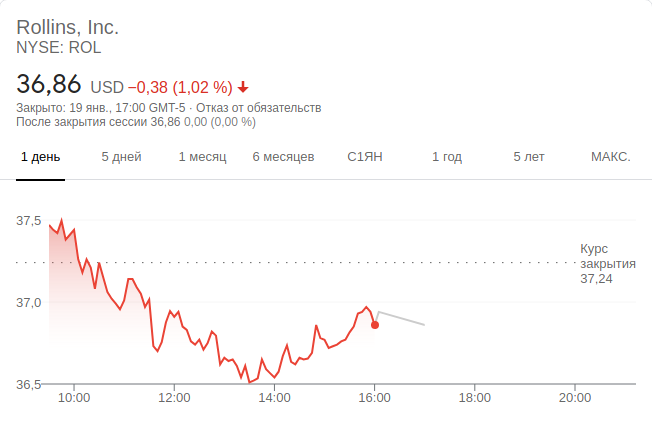 Rollins, Inc.
NYSE: ROL
36,86 USD −0,38 (1,02 %)
Закрыто: 19 янв., 17:00 GMT-5 · Отказ от обязательств
После закрытия сессии 36,86 0,00 (0,00 %)
1 день 5 дней 1 месяц 6 месяцев С1ЯН 1 год 5 лет МАКС.
37,5
Курс
закрытия
37,24
37,0
36,5
10:00 12:00 14:00 16:00 18:00 20:00